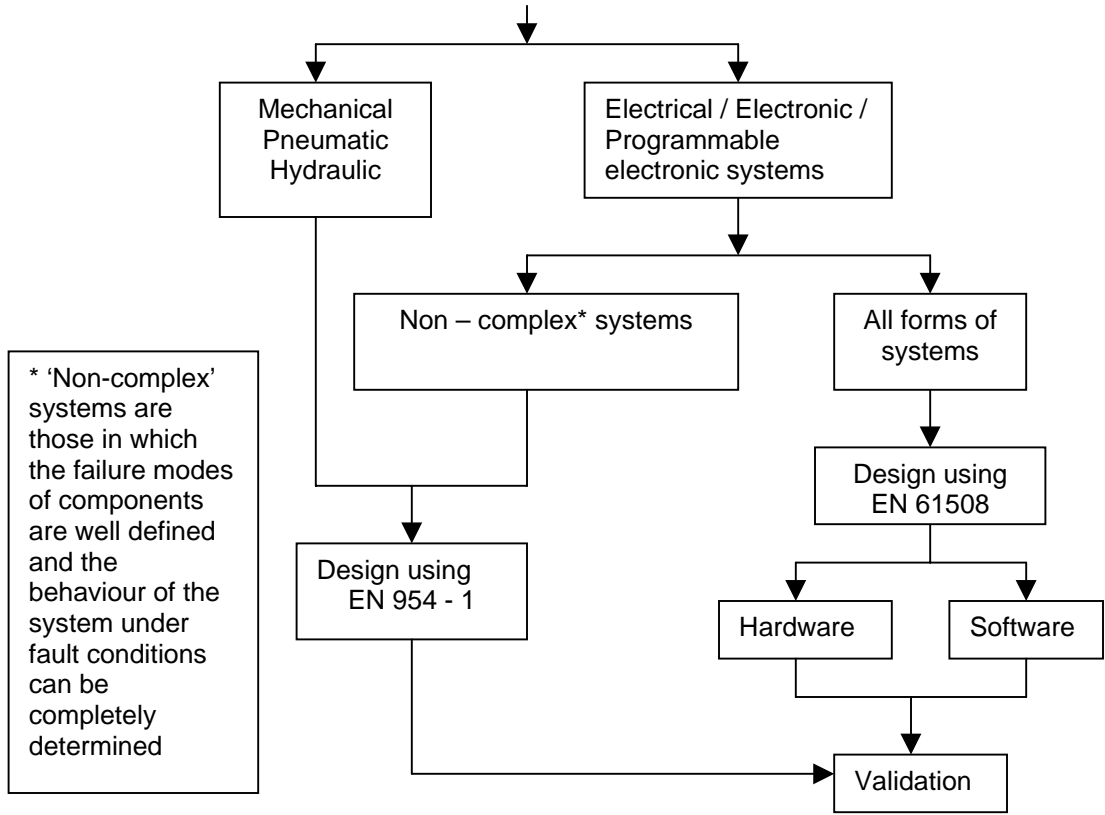 Mechanical
Pneumatic
Hydraulic
Electrical / Electronic /
Programmable
electronic systems
Non – complex* systems
All forms of
systems
* ‘Non-complex’
systems are
those in which
the failure modes
of components
are well defined
and the
behaviour of the
system under
fault conditions
can be
completely
determined
Design using
EN 61508
Design using
EN 954 - 1
Hardware
Software
Validation